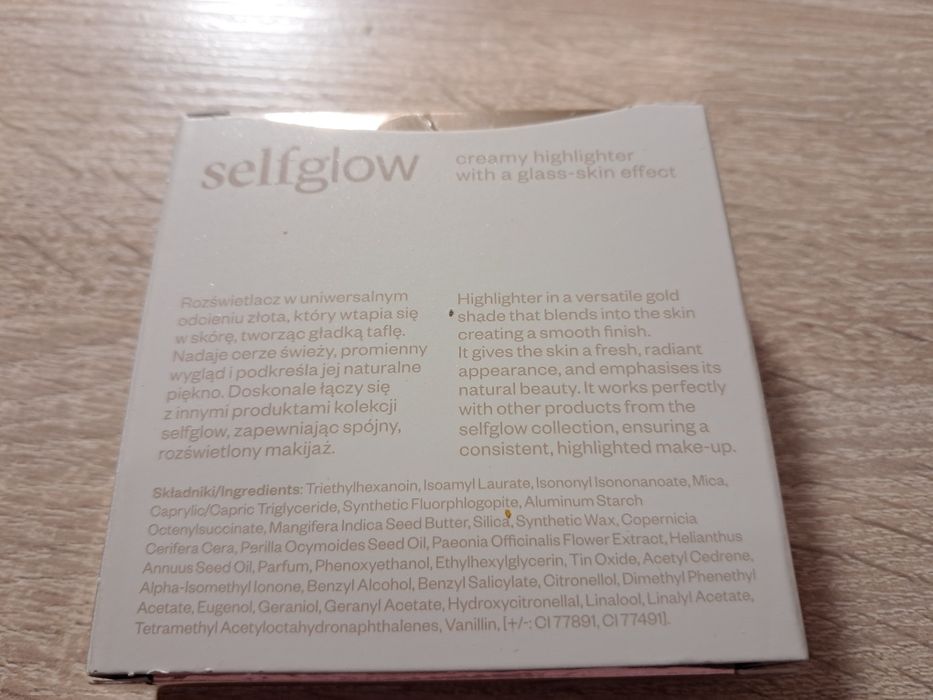 selfglow
creamy highlighter
with a glass-skin effect
Rozświetlacz w uniwersalnym
odcieniu złota, który wtapia się
w skórę, tworząc gładką taflę.
Nadaje cerze świeży, promienny
wygląd i podkreśla jej naturalne
piękno. Doskonale łączy się
z innymi produktami kolekcji
selfglow, zapewniając spójny,
rozświetlony makijaż.
Highlighter in a versatile gold
shade that blends into the skin
creating a smooth finish.
It gives the skin a fresh, radiant
appearance, and emphasises its
natural beauty. It works perfectly
with other products from the
selfglow collection, ensuring a
consistent, highlighted make-up.
Składniki/Ingredients: Triethylhexanoin, Isoamyl Laurate, Isononyl Isononanoate, Mica,
Caprylic/Capric Triglyceride, Synthetic Fluorphlogopite, Aluminum Starch
Octenylsuccinate, Mangifera Indica Seed Butter, Silica, Synthetic Wax, Copernicia
Cerifera Cera, Perilla Ocymoides Seed Oil, Paeonia Officinalis Flower Extract, Helianthus
Annuus Seed Oil, Parfum, Phenoxyethanol, Ethylhexylglycerin, Tin Oxide, Acetyl Cedrene,
Alpha-Isomethyl Ionone, Benzyl Alcohol, Benzyl Salicylate, Citronellol, Dimethyl Phenethyl
Acetate, Eugenol, Geraniol, Geranyl Acetate, Hydroxycitronellal, Linalool, Linalyl Acetate,
Tetramethyl Acetyloctahydronaphthalenes, Vanillin, [+/-: CI 77891, CI 77491].